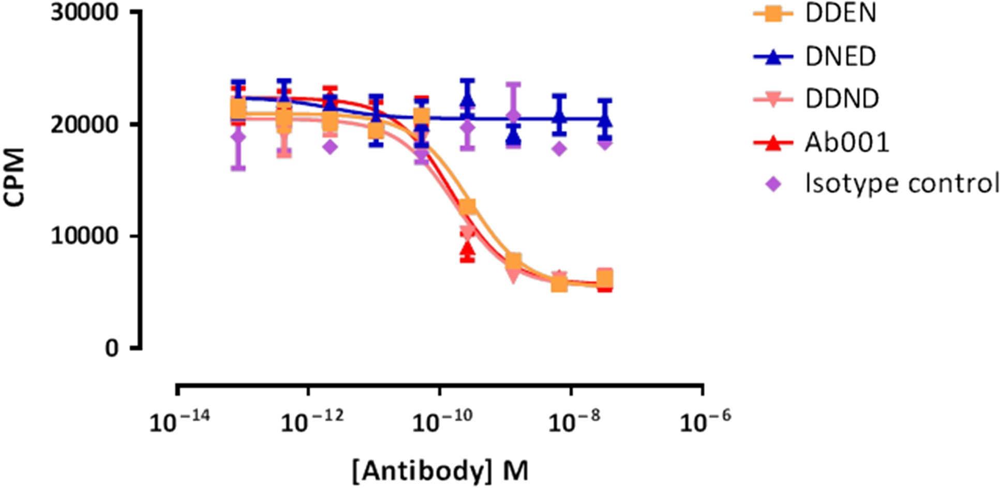 30000
20000
10000
0
CPM
10⁻¹⁴ 10⁻¹² 10⁻¹⁰ 10⁻⁸ 10⁻⁶
[Antibody] M
DDEN
DNED
DDND
Ab001
Isotype control